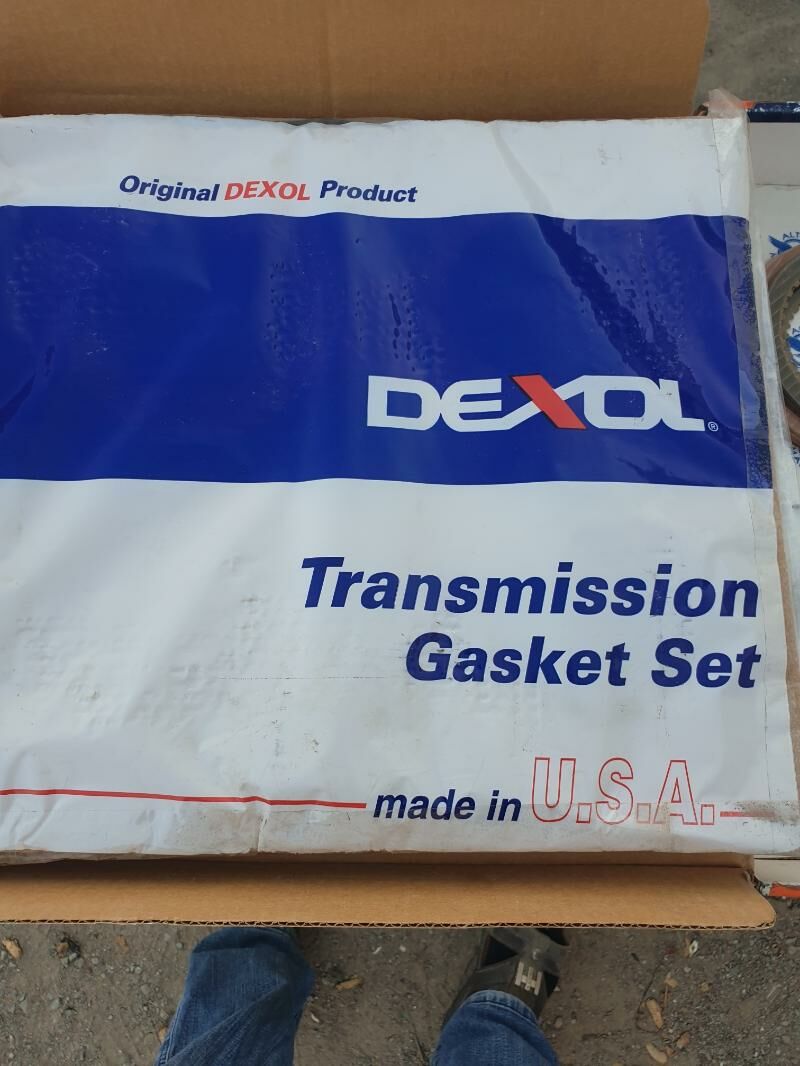 Original DEXOL Product
DEXOL®
Transmission
Gasket Set
made in U.S.A.